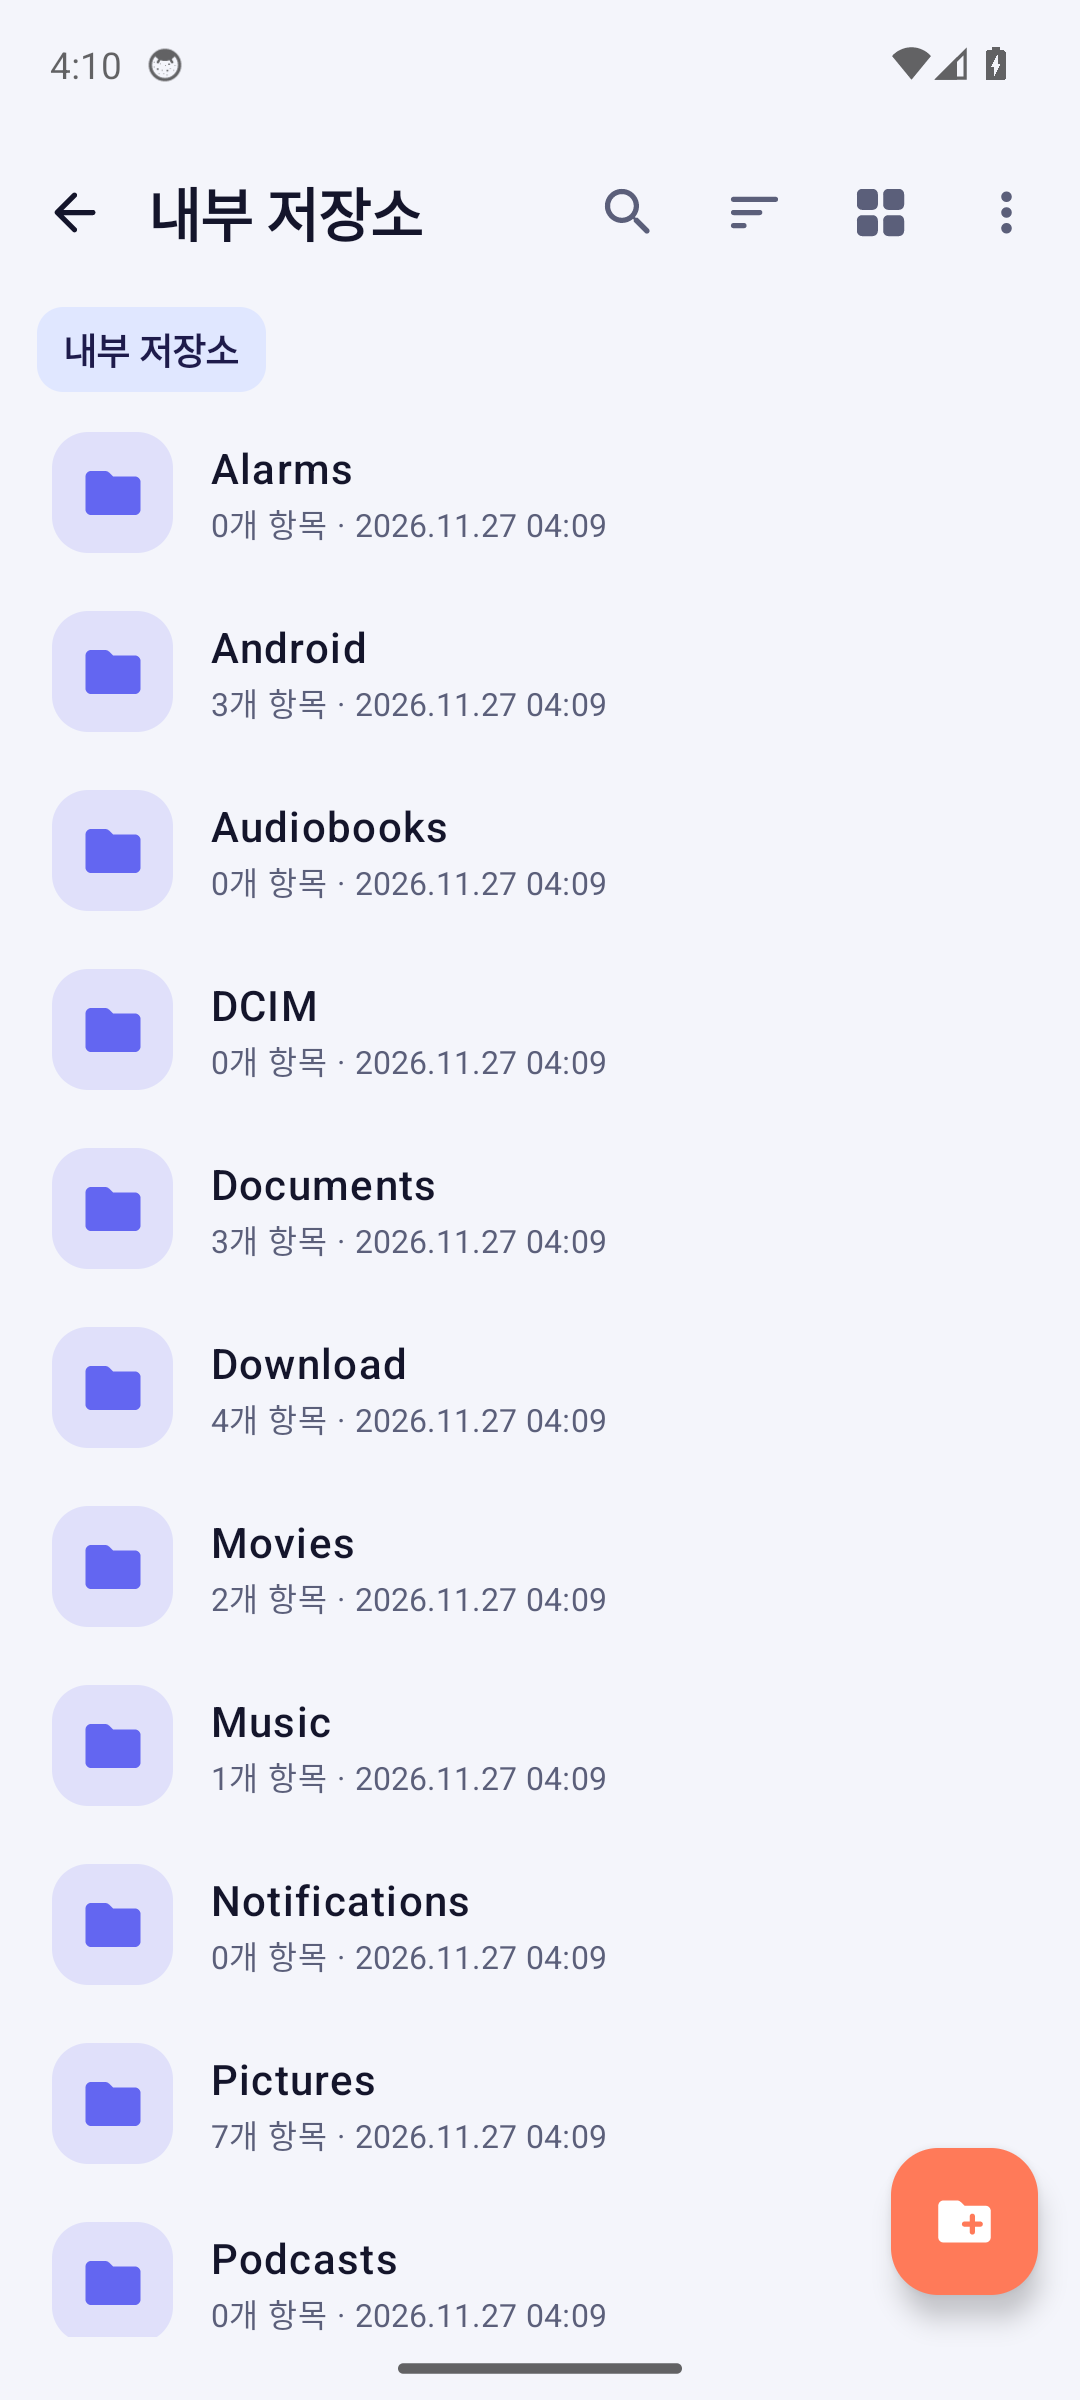 4:10
내부 저장소
내부 저장소
Alarms
0개 항목 · 2026.11.27 04:09
Android
3개 항목 · 2026.11.27 04:09
Audiobooks
0개 항목 · 2026.11.27 04:09
DCIM
0개 항목 · 2026.11.27 04:09
Documents
3개 항목 · 2026.11.27 04:09
Download
4개 항목 · 2026.11.27 04:09
Movies
2개 항목 · 2026.11.27 04:09
Music
1개 항목 · 2026.11.27 04:09
Notifications
0개 항목 · 2026.11.27 04:09
Pictures
7개 항목 · 2026.11.27 04:09
Podcasts
0개 항목 · 2026.11.27 04:09